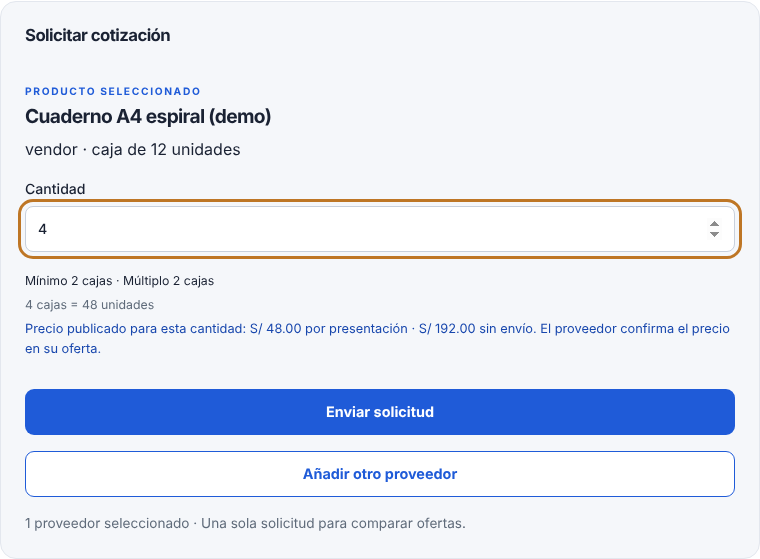 Solicitar cotización
PRODUCTO SELECCIONADO
Cuaderno A4 espiral (demo)
vendor · caja de 12 unidades
Cantidad
4
Mínimo 2 cajas · Múltiplo 2 cajas
4 cajas = 48 unidades
Precio publicado para esta cantidad: S/ 48.00 por presentación · S/ 192.00 sin envío. El proveedor confirma el precio
en su oferta.
Enviar solicitud
Añadir otro proveedor
1 proveedor seleccionado · Una sola solicitud para comparar ofertas.